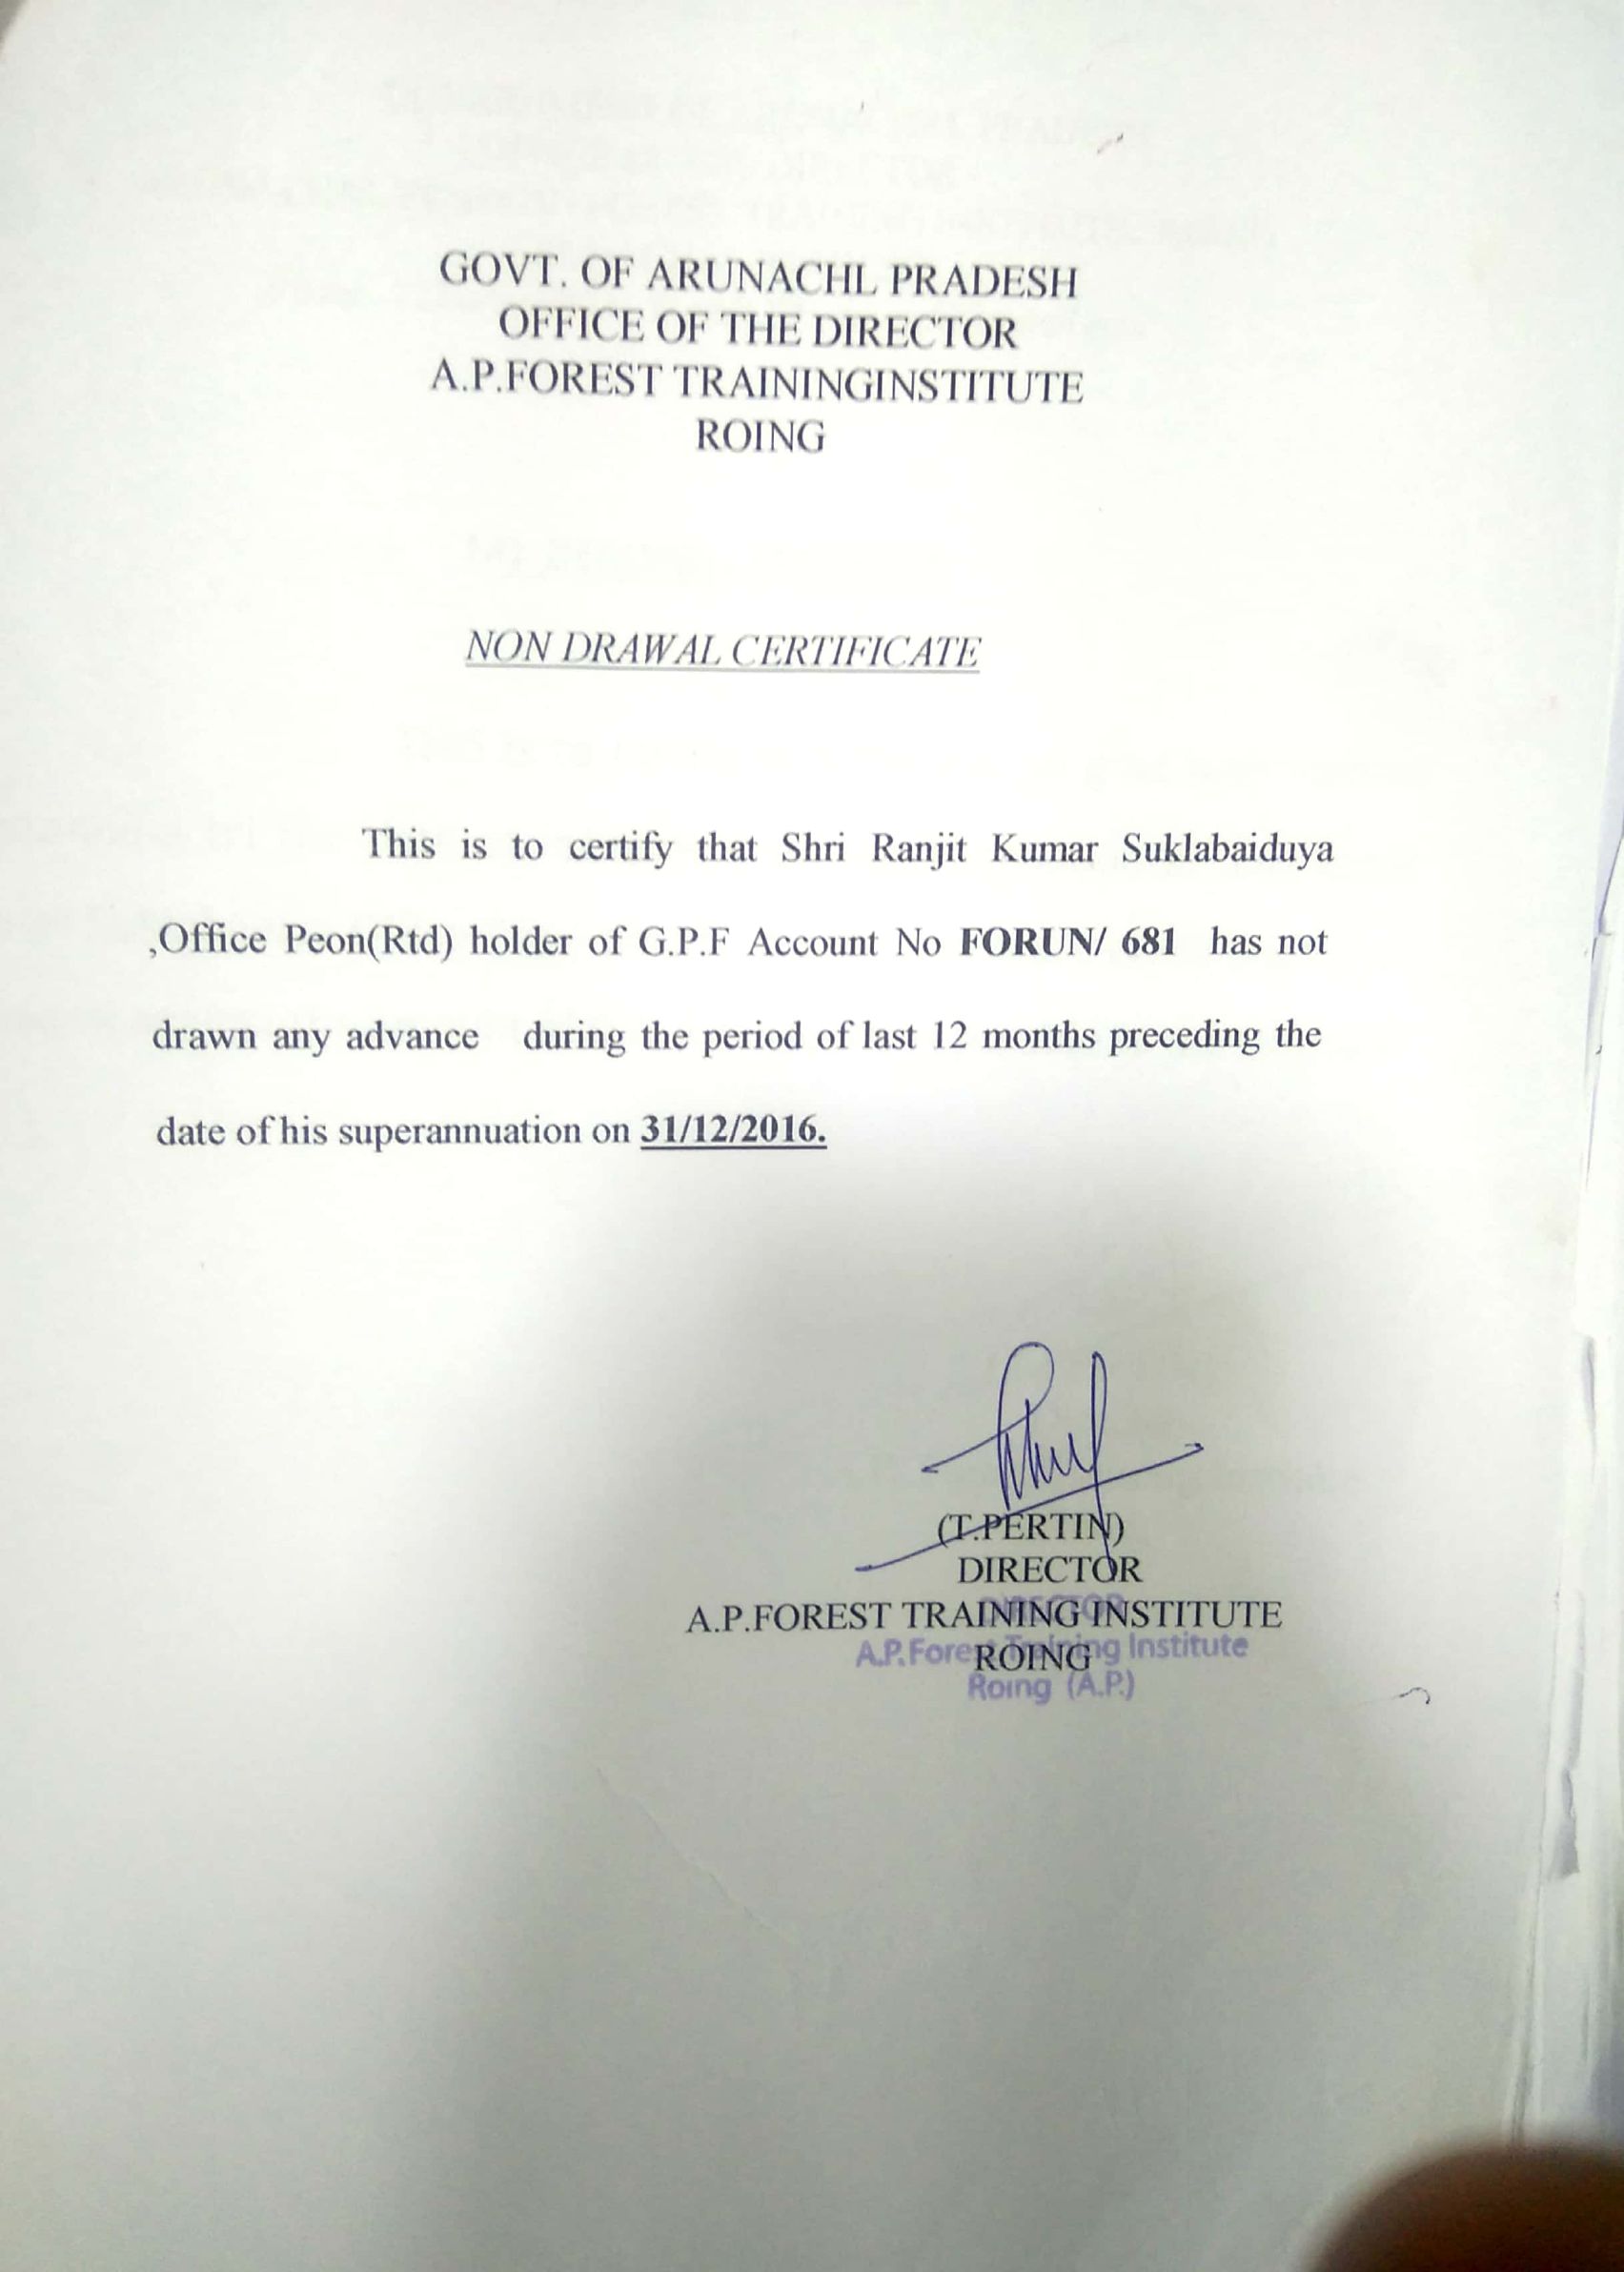 GOVT. OF ARUNACHL PRADESH
OFFICE OF THE DIRECTOR
A.P.FOREST TRAININGINSTITUTE
ROING
NON DRAWAL CERTIFICATE
This is to certify that Shri Ranjit Kumar Suklabaiduya
,Office Peon(Rtd) holder of G.P.F Account No FORUN/ 681 has not
drawn any advance during the period of last 12 months preceding the
date of his superannuation on 31/12/2016.
(T.PERTIN)
DIRECTOR
A.P.FOREST TRAINING INSTITUTE
DIRECTOR
ROING
A.P.Forest Training Institute
Roing (A.P.)